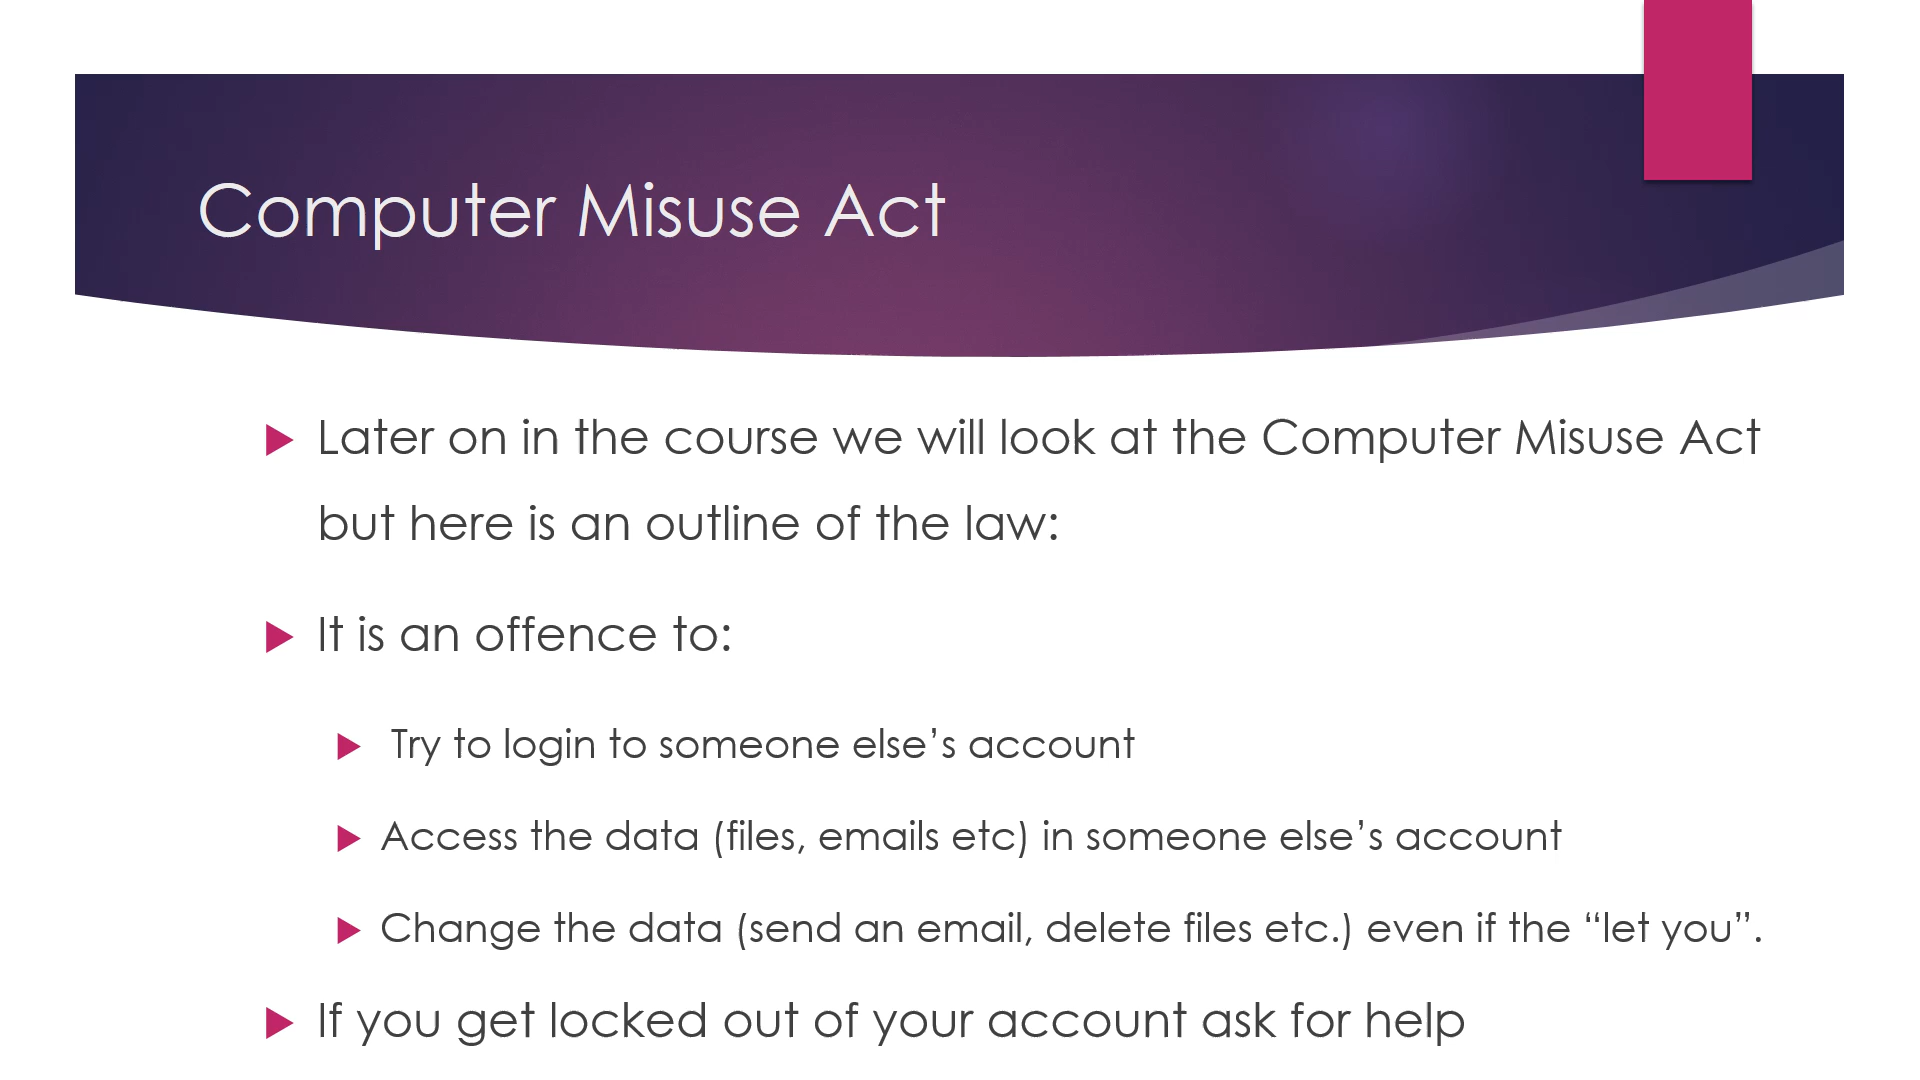 Computer Misuse Act
Later on in the course we will look at the Computer Misuse Act
but here is an outline of the law:
It is an offence to:
Try to login to someone else’s account
Access the data (files, emails etc) in someone else’s account
Change the data (send an email, delete files etc.) even if the “let you”.
If you get locked out of your account ask for help